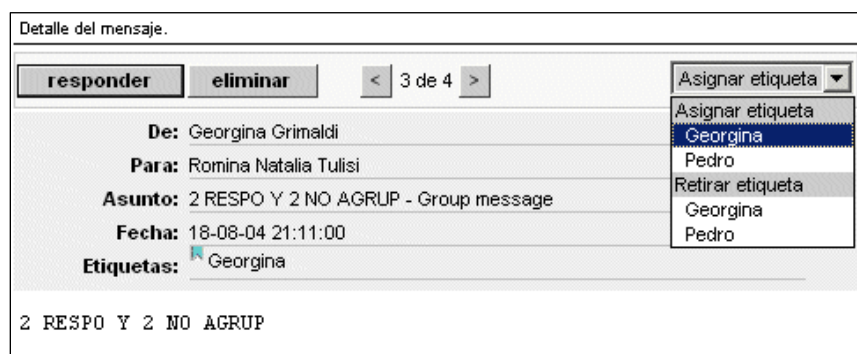 Detalle del mensaje.
responder eliminar < 3 de 4 > Asignar etiqueta
Asignar etiqueta
Georgina
Pedro
Retirar etiqueta
Georgina
Pedro
De: Georgina Grimaldi
Para: Romina Natalia Tulisi
Asunto: 2 RESPO Y 2 NO AGRUP - Group message
Fecha: 18-08-04 21:11:00
Etiquetas: Georgina
2 RESPO Y 2 NO AGRUP